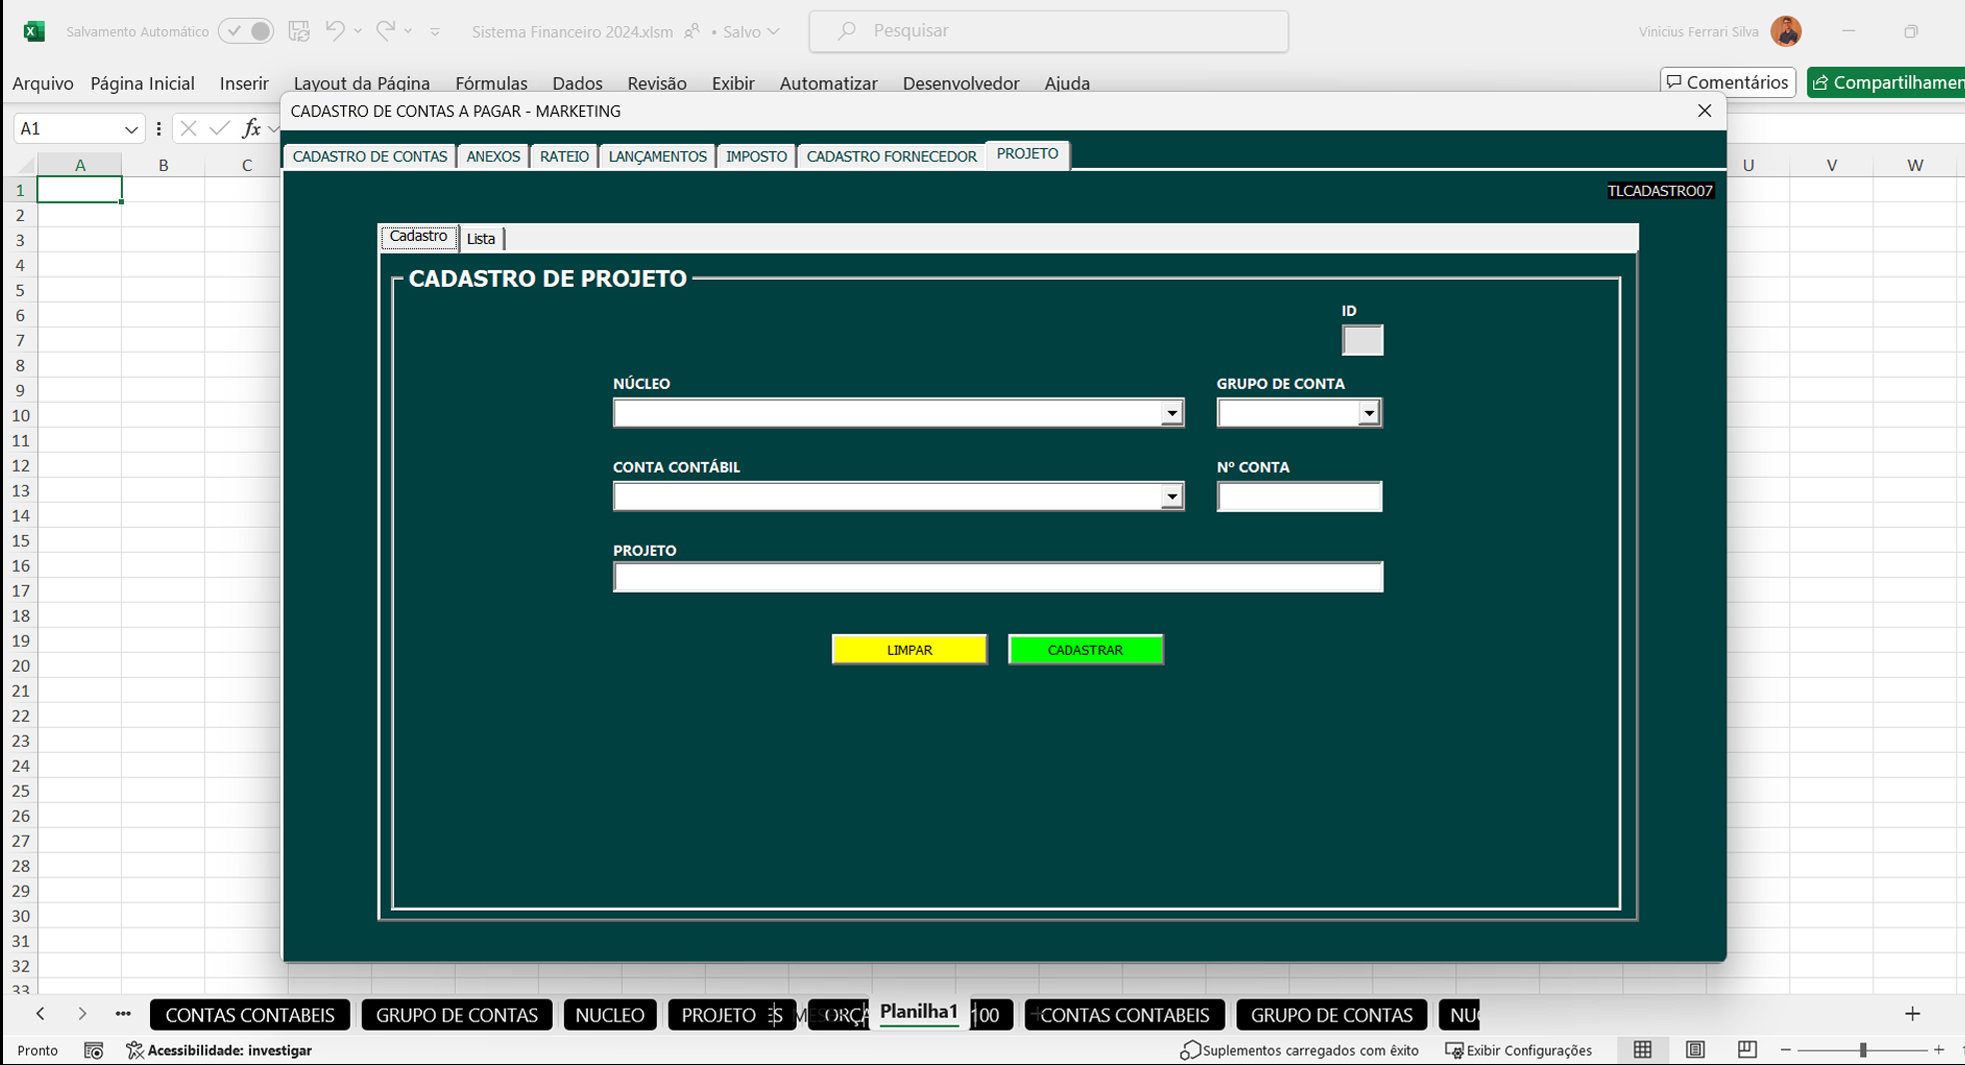 Salvamento Automático
Sistema Financeiro 2024.xlsm • Salvo
Pesquisar
Vinicius Ferrari Silva
Arquivo Página Inicial Inserir Layout da Página Fórmulas Dados Revisão Exibir Automatizar Desenvolvedor Ajuda
Comentários
Compartilhamen
A1
fx
CADASTRO DE CONTAS A PAGAR - MARKETING
CADASTRO DE CONTAS ANEXOS RATEIO LANÇAMENTOS IMPOSTO CADASTRO FORNECEDOR PROJETO
A B C U V W
TLCADASTRO07
Cadastro Lista
CADASTRO DE PROJETO
ID
NÚCLEO
GRUPO DE CONTA
CONTA CONTÁBIL
Nº CONTA
PROJETO
LIMPAR
CADASTRAR
1
2
3
4
5
6
7
8
9
10
11
12
13
14
15
16
17
18
19
20
21
22
23
24
25
26
27
28
29
30
31
32
33
CONTAS CONTABEIS GRUPO DE CONTAS NUCLEO PROJETO ORÇA Planilha1 100 CONTAS CONTABEIS GRUPO DE CONTAS NUC
Pronto
Acessibilidade: investigar
Suplementos carregados com êxito
Exibir Configurações